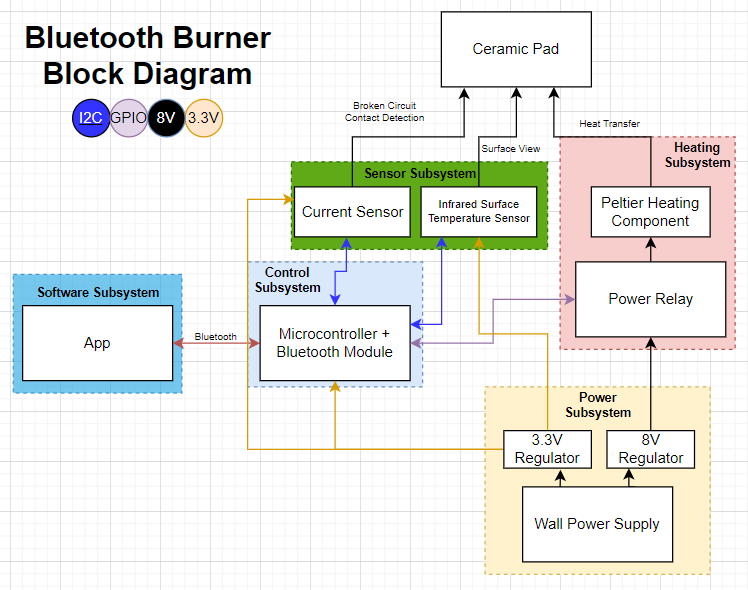 Bluetooth Burner
Block Diagram
I2C
GPIO
8V
3.3V
Ceramic Pad
Broken Circuit
Contact Detection
Surface View
Heat Transfer
Heating
Subsystem
Sensor Subsystem
Current Sensor
Infrared Surface
Temperature Sensor
Peltier Heating
Component
Control
Subsystem
Power Relay
Software Subsystem
App
Bluetooth
Microcontroller +
Bluetooth Module
Power
Subsystem
3.3V
Regulator
8V
Regulator
Wall Power Supply